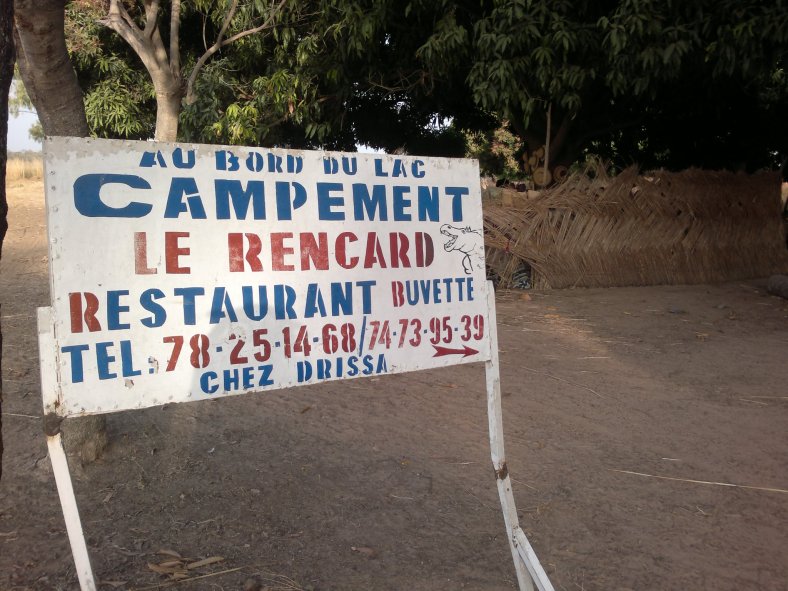 AU BORD DU LAC
CAMPEMENT
LE RENCARD
RESTAURANT BUVETTE
TEL. 78-25-14-68/74-73-95-39
CHEZ DRISSA